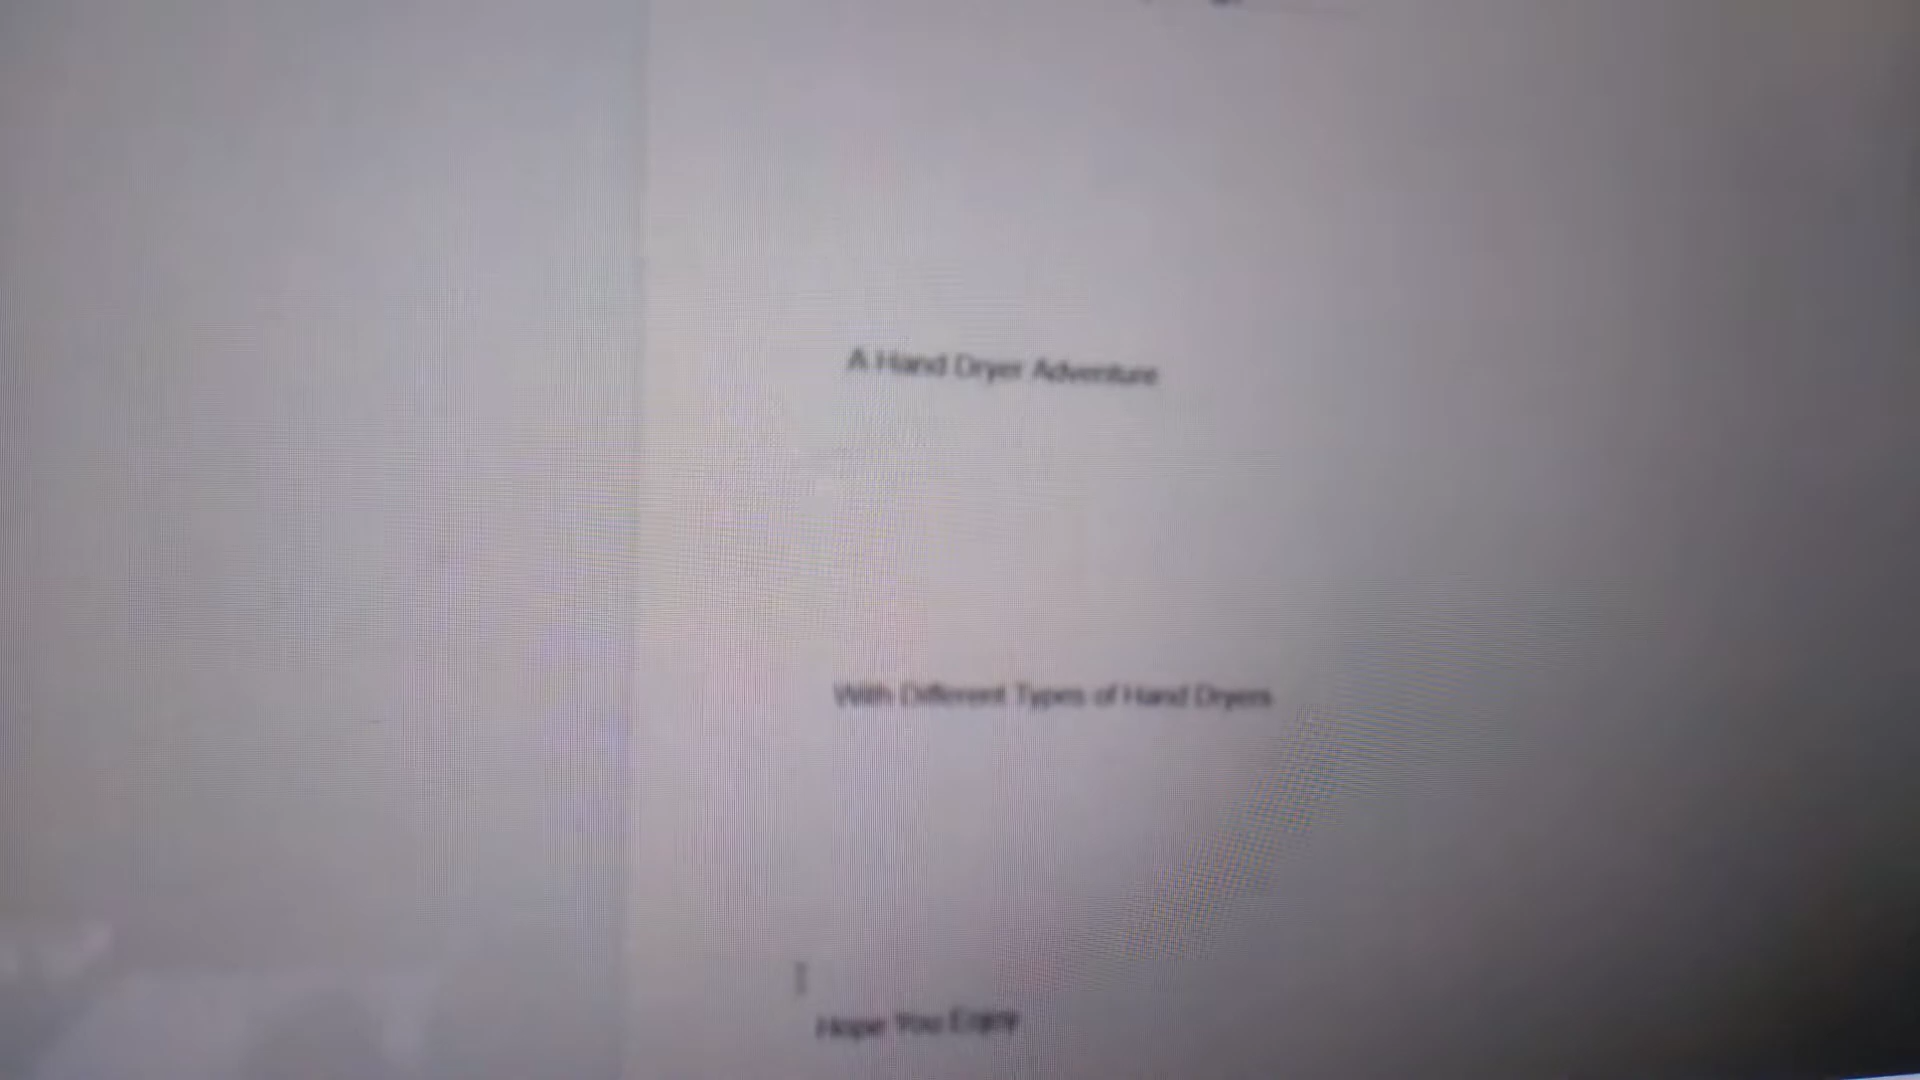 A Hand Dryer Adventure
With Different Types of Hand Dryers
Hope You Enjoy